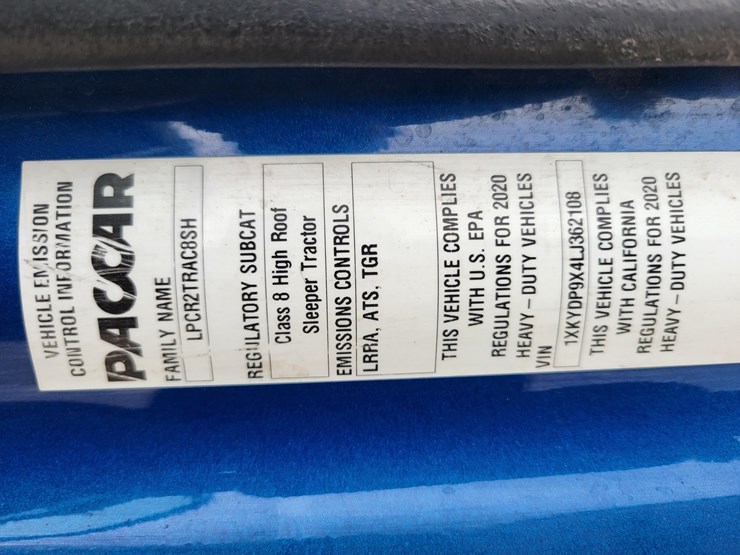 VEHICLE EMISSION
CONTROL INFORMATION
PACCAR
FAMILY NAME
LPCR2TRAC8SH
REGULATORY SUBCAT
Class 8 High Roof
Sleeper Tractor
EMISSIONS CONTROLS
LRRA, ATS, TGR
THIS VEHICLE COMPLIES
WITH U.S. EPA
REGULATIONS FOR 2020
HEAVY – DUTY VEHICLES
VIN
1XKYDP9X4LJ362108
THIS VEHICLE COMPLIES
WITH CALIFORNIA
REGULATIONS FOR 2020
HEAVY – DUTY VEHICLES